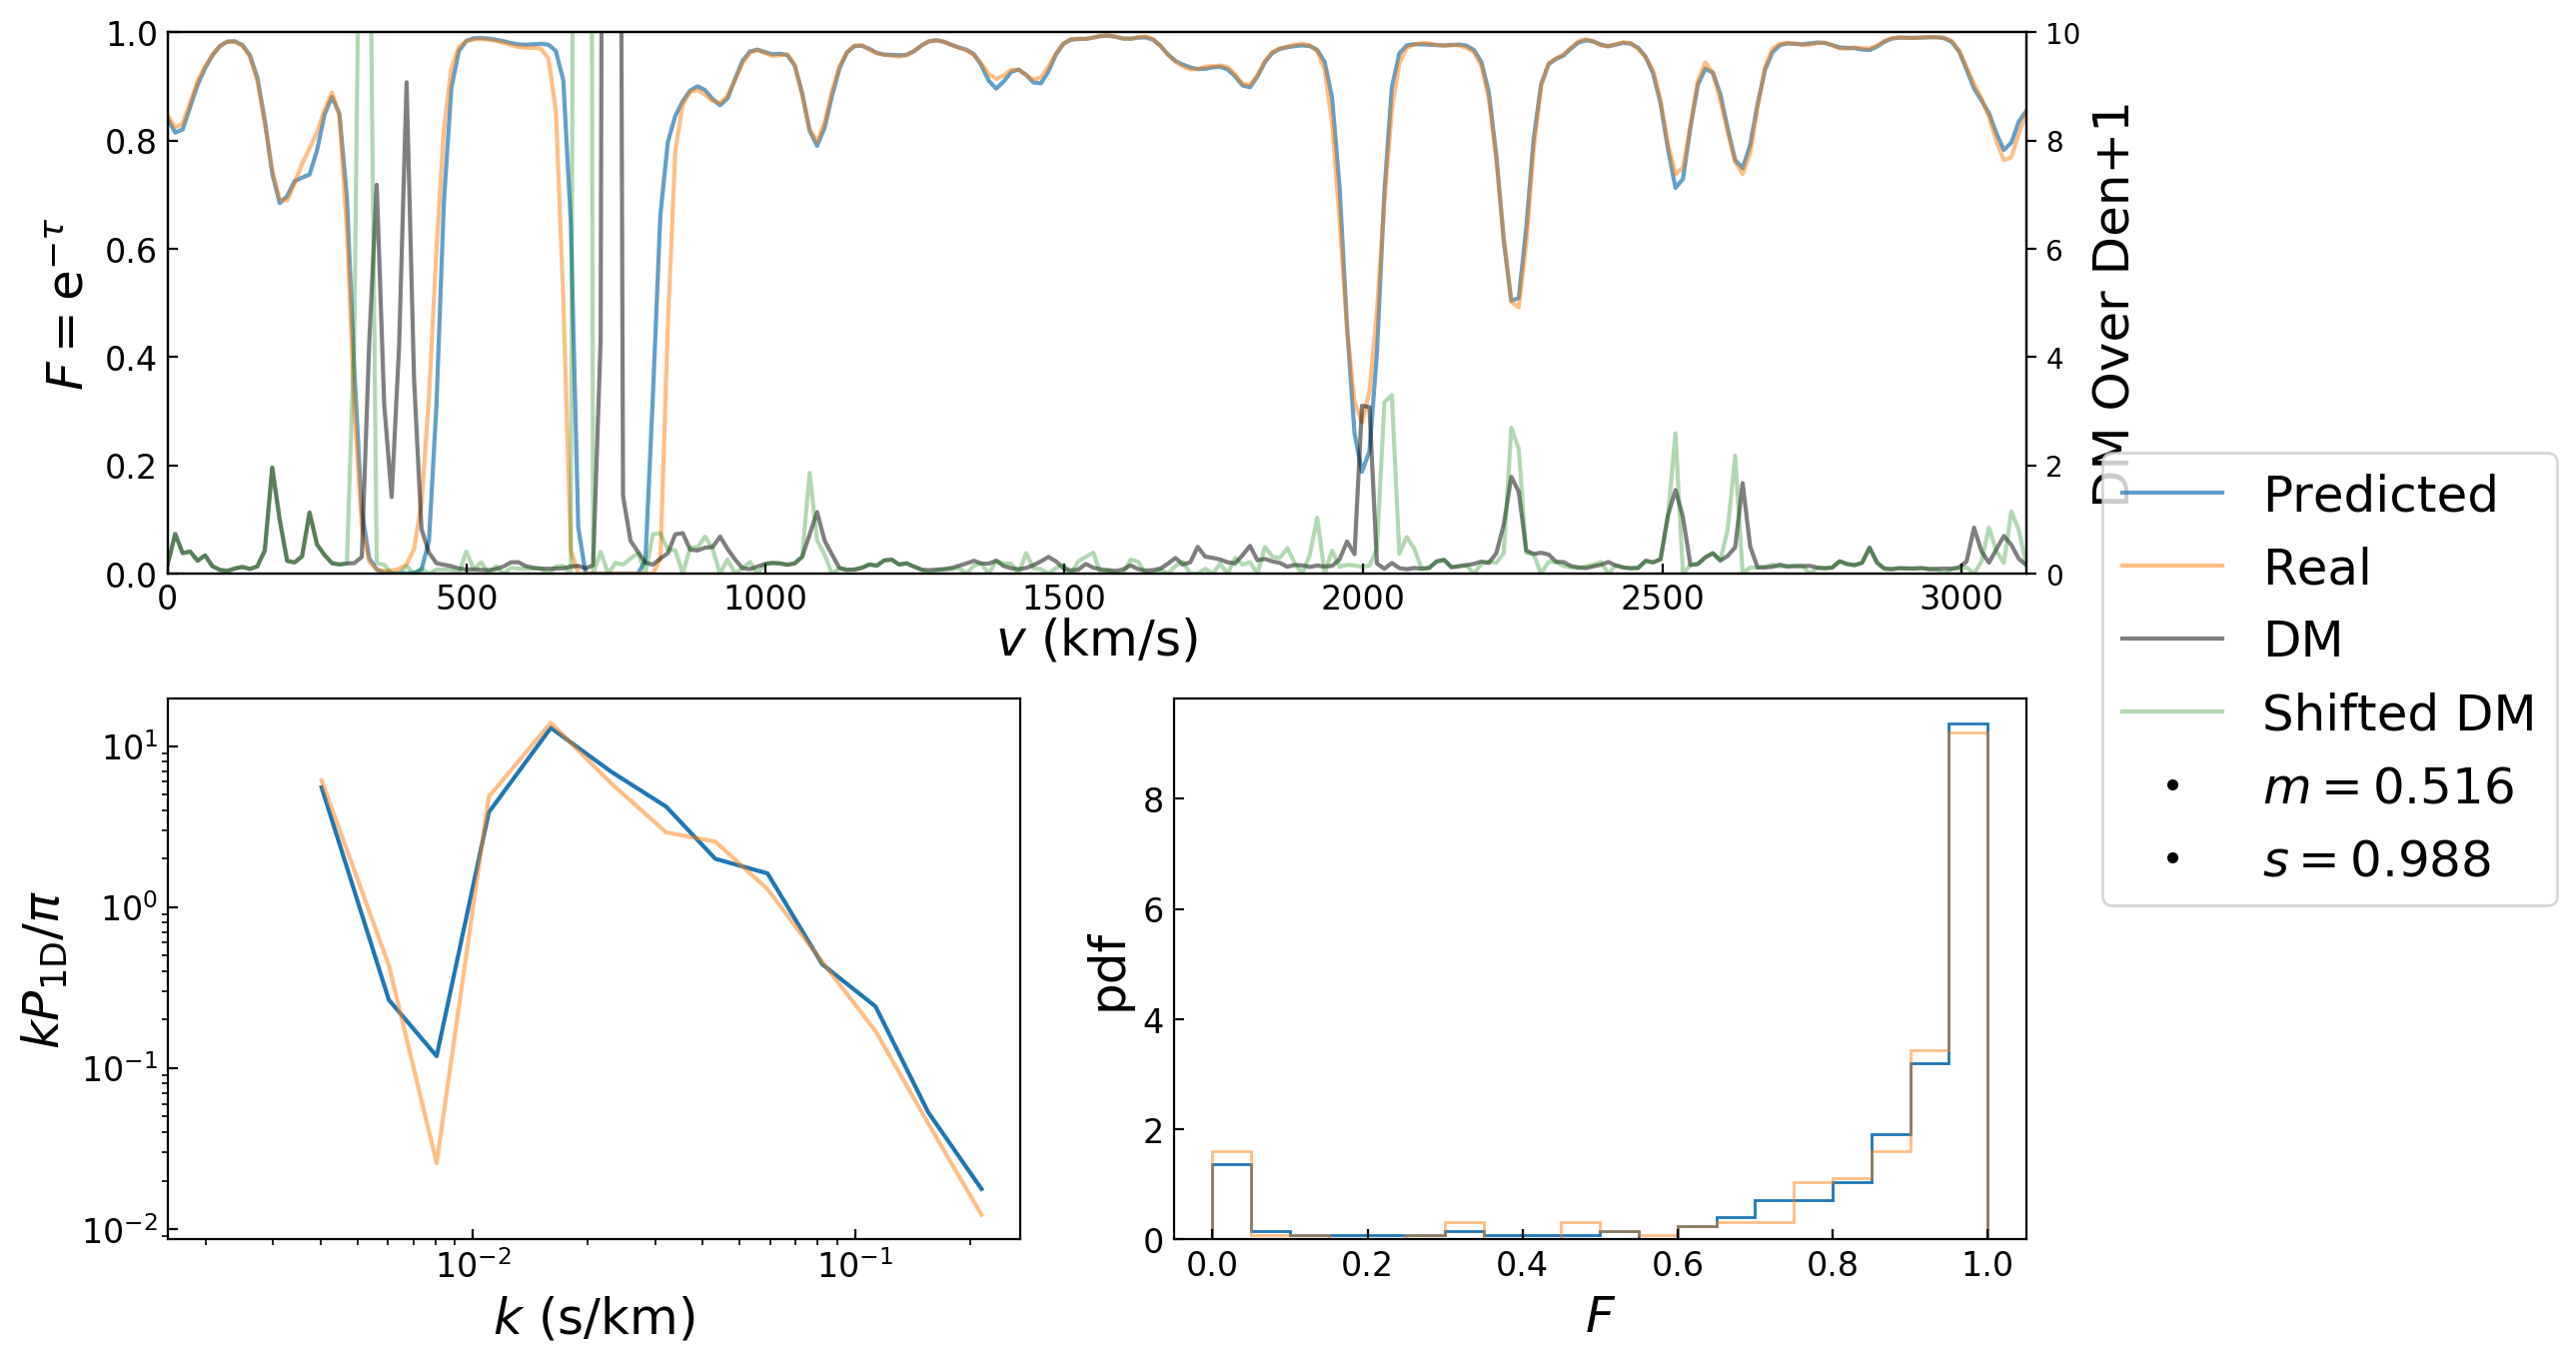 1.0
0.8
0.6
0.4
0.2
0.0
F = e^{−τ}
10
8
6
4
2
0
DM Over Den+1
0 500 1000 1500 2000 2500 3000
v (km/s)
Predicted
Real
DM
Shifted DM
m = 0.516
s = 0.988
10^1
10^0
10^{−1}
10^{−2}
kP_{1D}/π
10^{−2} 10^{−1}
k (s/km)
8
6
4
2
0
pdf
0.0 0.2 0.4 0.6 0.8 1.0
F